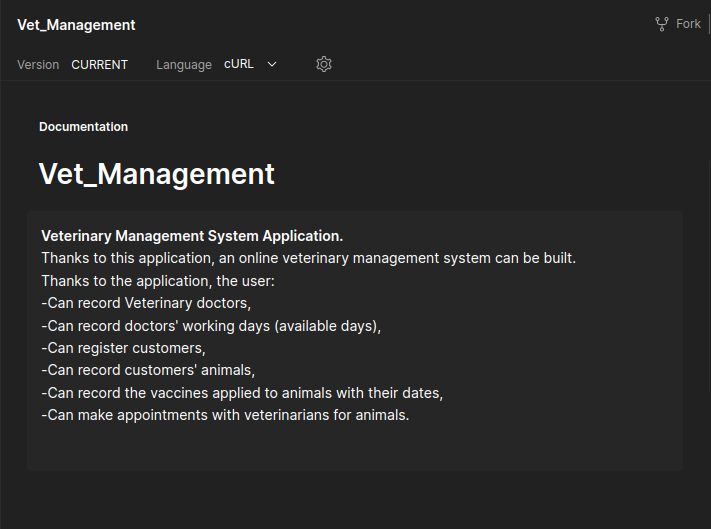 Vet_Management
Fork
Version CURRENT Language cURL
Documentation
Vet_Management
Veterinary Management System Application.
Thanks to this application, an online veterinary management system can be built.
Thanks to the application, the user:
-Can record Veterinary doctors,
-Can record doctors' working days (available days),
-Can register customers,
-Can record customers' animals,
-Can record the vaccines applied to animals with their dates,
-Can make appointments with veterinarians for animals.